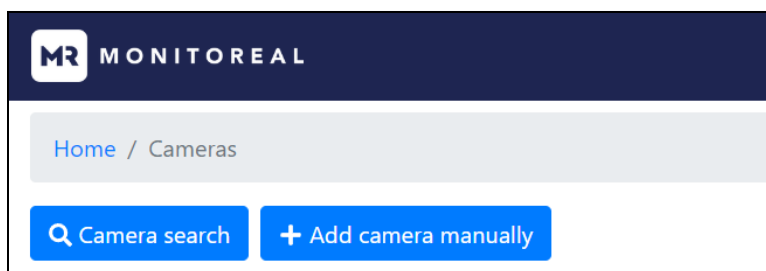 MR MONITOREAL
Home / Cameras
Camera search + Add camera manually